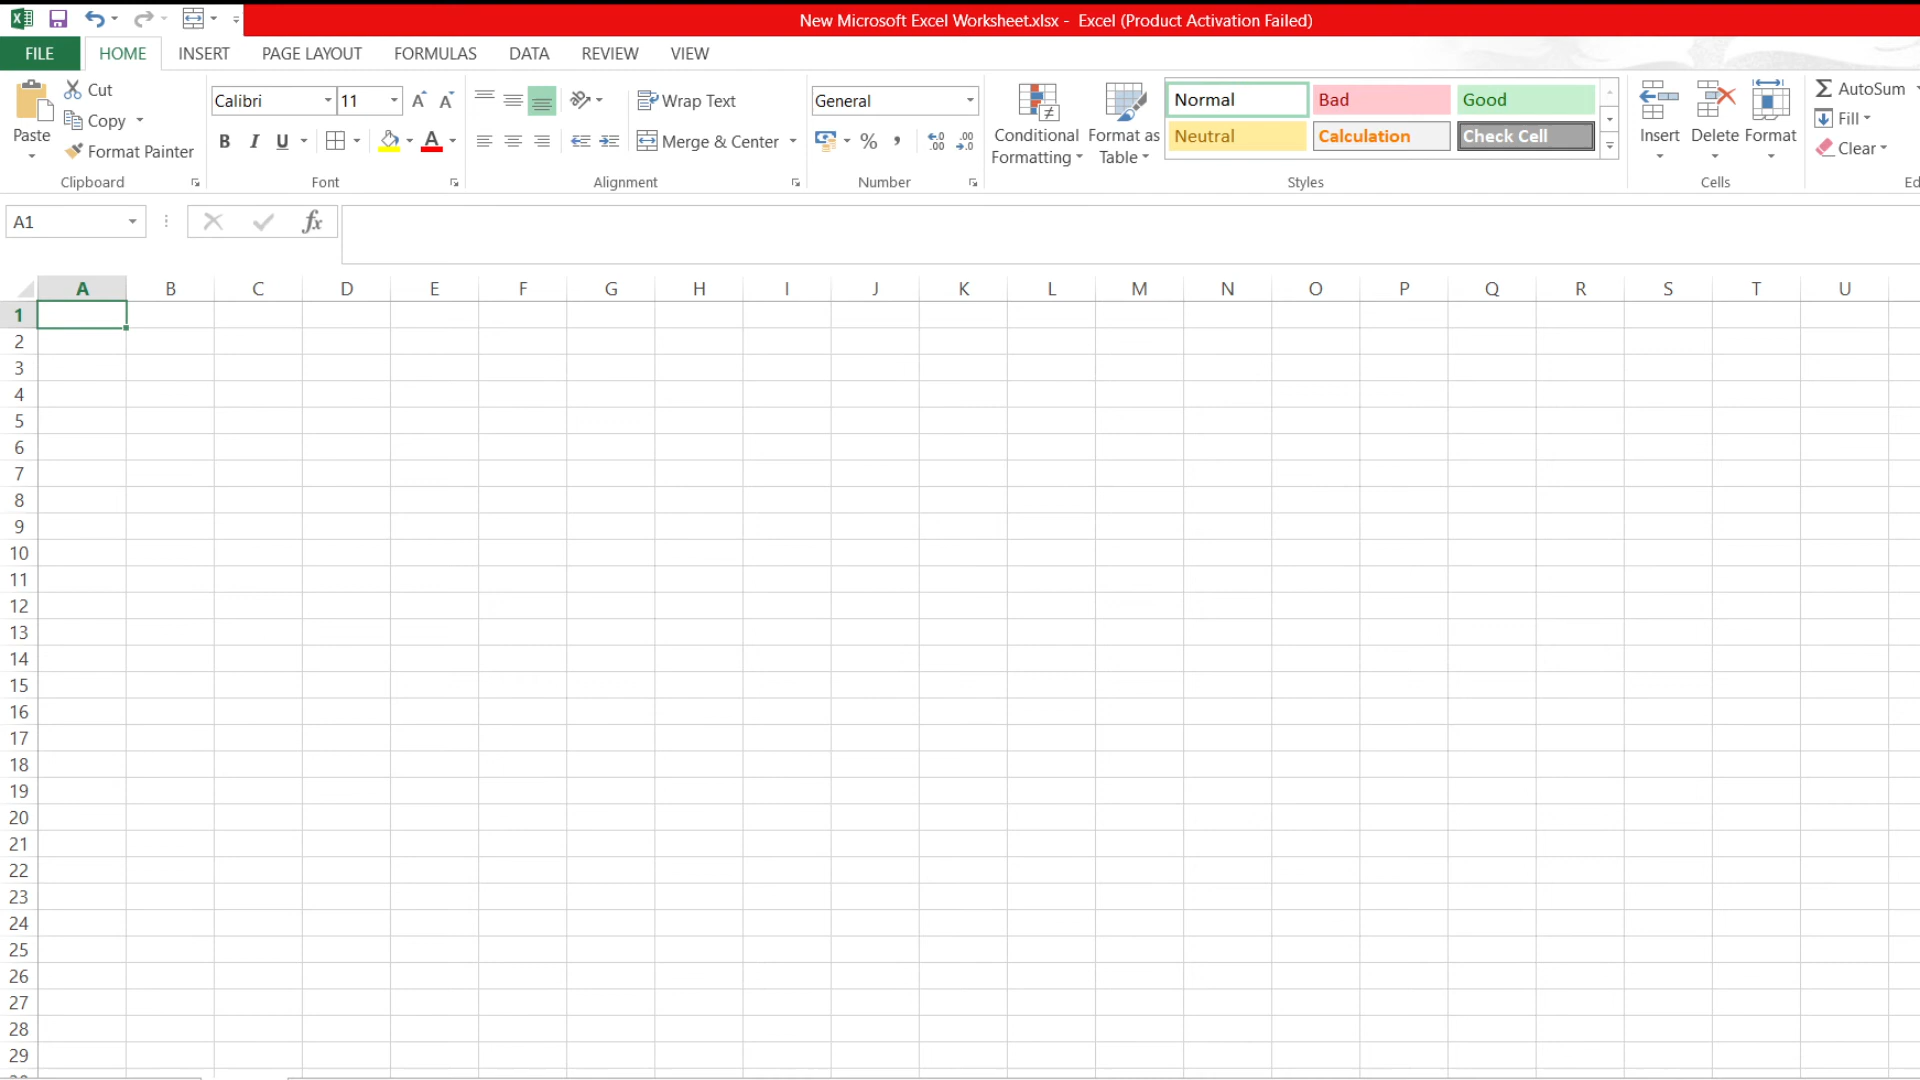 New Microsoft Excel Worksheet.xlsx - Excel (Product Activation Failed)
FILE HOME INSERT PAGE LAYOUT FORMULAS DATA REVIEW VIEW
Paste
Cut
Copy
Format Painter
Clipboard
Calibri 11
B I U A
Font
Wrap Text
Merge & Center
Alignment
General
% ,
Number
Conditional Formatting
Format as Table
Normal Bad Good
Neutral Calculation Check Cell
Styles
Insert Delete Format
Cells
AutoSum
Fill
Clear
Ed
A1 fx
A B C D E F G H I J K L M N O P Q R S T U
1
2
3
4
5
6
7
8
9
10
11
12
13
14
15
16
17
18
19
20
21
22
23
24
25
26
27
28
29